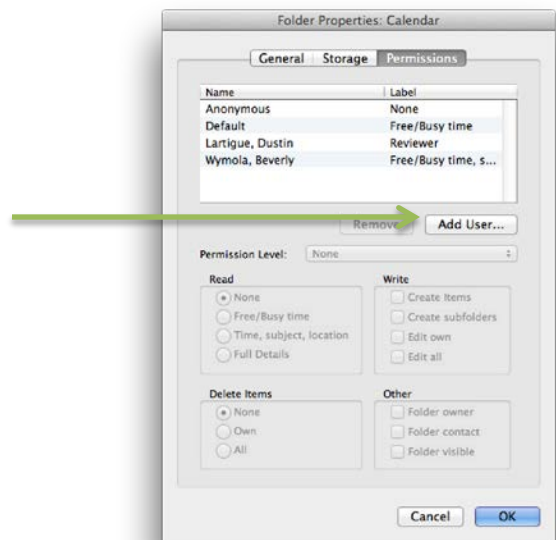 Folder Properties: Calendar
General Storage Permissions
Name Label
Anonymous None
Default Free/Busy time
Lartigue, Dustin Reviewer
Wymola, Beverly Free/Busy time, s...
Remove Add User...
Permission Level: None
Read Write
None Create Items
Free/Busy time Create subfolders
Time, subject, location Edit own
Full Details Edit all
Delete Items Other
None Folder owner
Own Folder contact
All Folder visible
Cancel OK